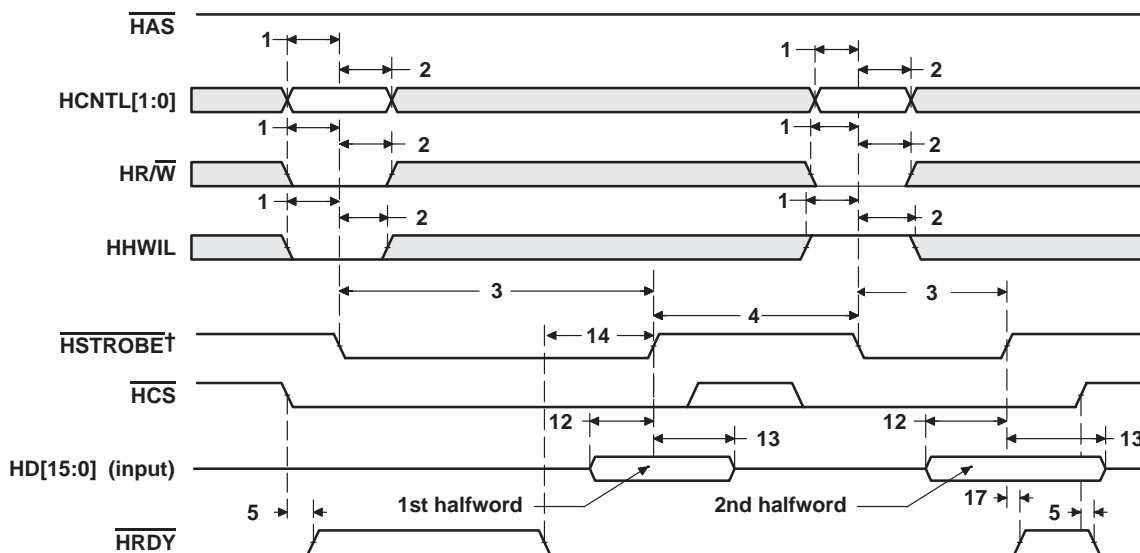 HAS
1
1
2
2
HCNTL[1:0]
1
1
2
2
HR/W
1
1
2
2
HHWIL
3
3
4
14
HSTROBE†
HCS
12
12
13
13
HD[15:0] (input)
1st halfword
2nd halfword
17
5
5
HRDY